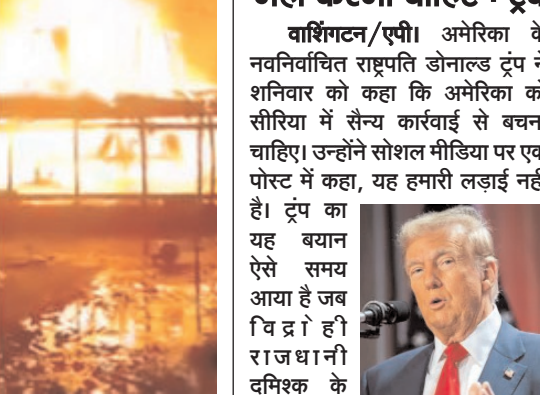 वाशिंगटन/एपी। अमेरिका के
नवनिर्वाचित राष्ट्रपति डोनाल्ड ट्रंप ने
शनिवार को कहा कि अमेरिका को
सीरिया में सैन्य कार्रवाई से बचन
चाहिए। उन्होंने सोशल मीडिया पर एक
पोस्ट में कहा, यह हमारी लड़ाई नहीं
है। ट्रंप का
यह बयान
ऐसे समय
आया है जब
विद्रोही
राजधानी
दमिश्क के